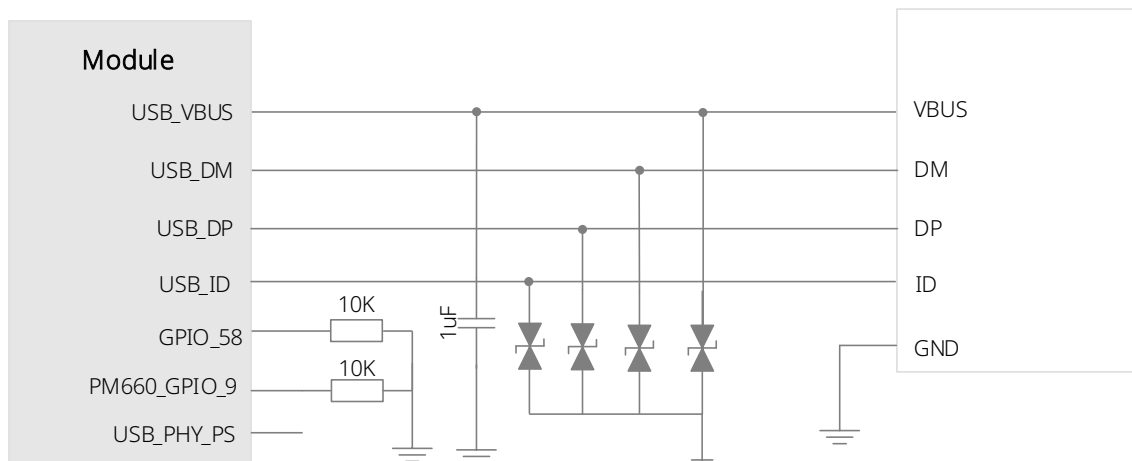 Module
USB_VBUS
USB_DM
USB_DP
USB_ID
GPIO_58
PM660_GPIO_9
USB_PHY_PS
10K
10K
1uF
VBUS
DM
DP
ID
GND